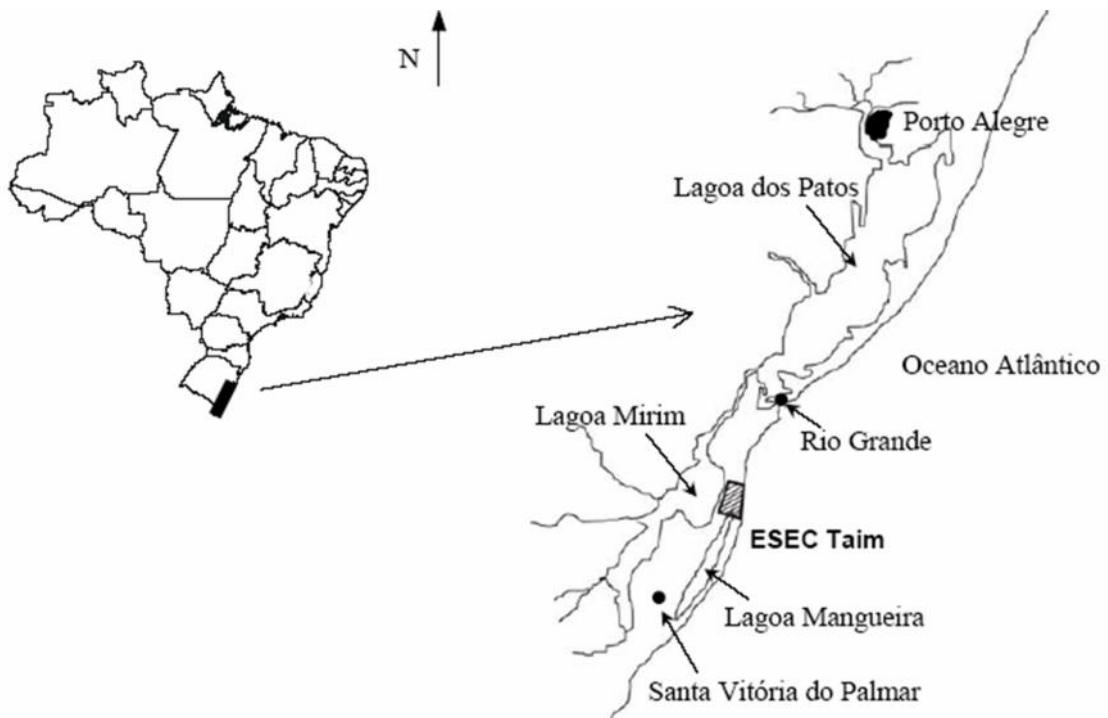 N
Porto Alegre
Lagoa dos Patos
Oceano Atlântico
Lagoa Mirim
Rio Grande
ESEC Taim
Lagoa Mangueira
Santa Vitória do Palmar